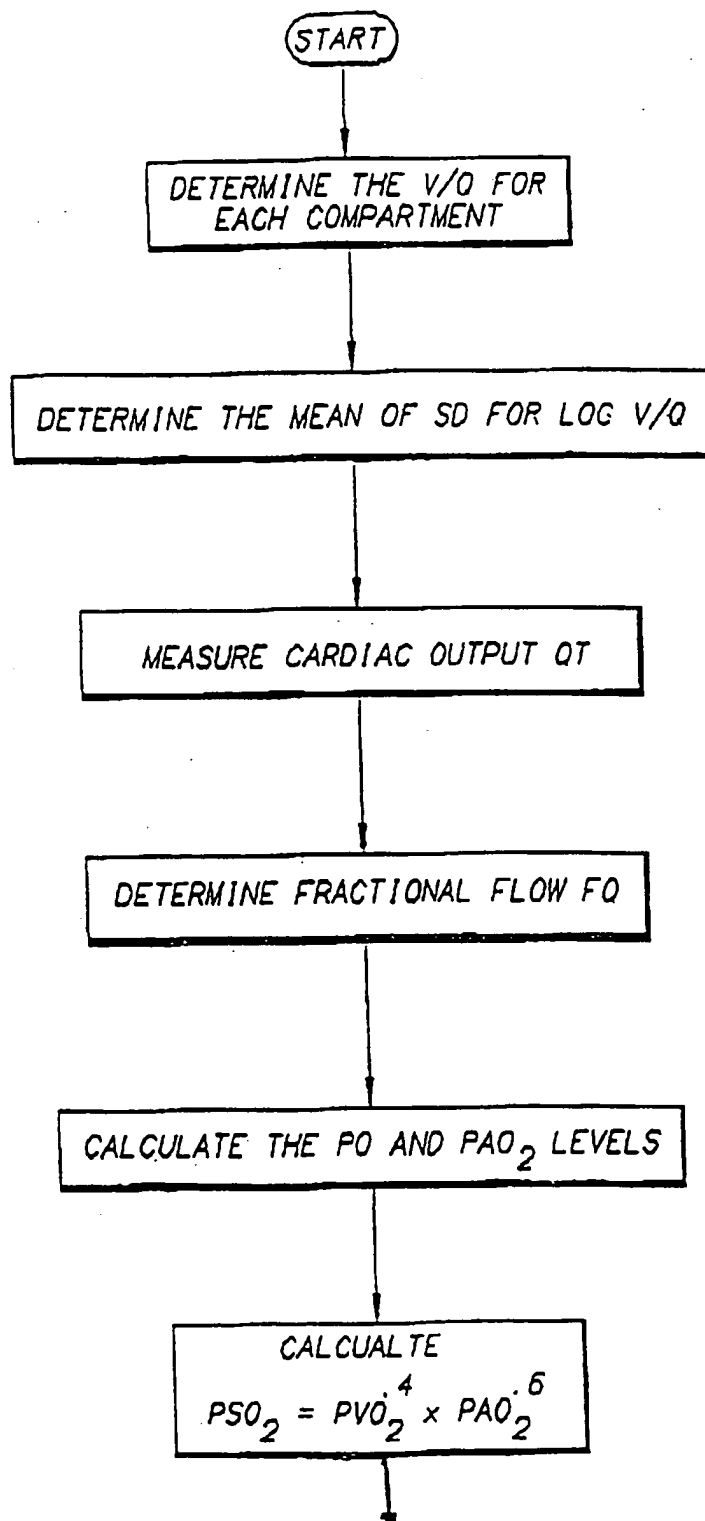 START
DETERMINE THE V/Q FOR
EACH COMPARTMENT
DETERMINE THE MEAN OF SD FOR LOG V/Q
MEASURE CARDIAC OUTPUT QT
DETERMINE FRACTIONAL FLOW FQ
CALCULATE THE PO AND PAO₂ LEVELS
CALCUALTE
PSO₂ = PVO₂^.4 x PAO₂^.6